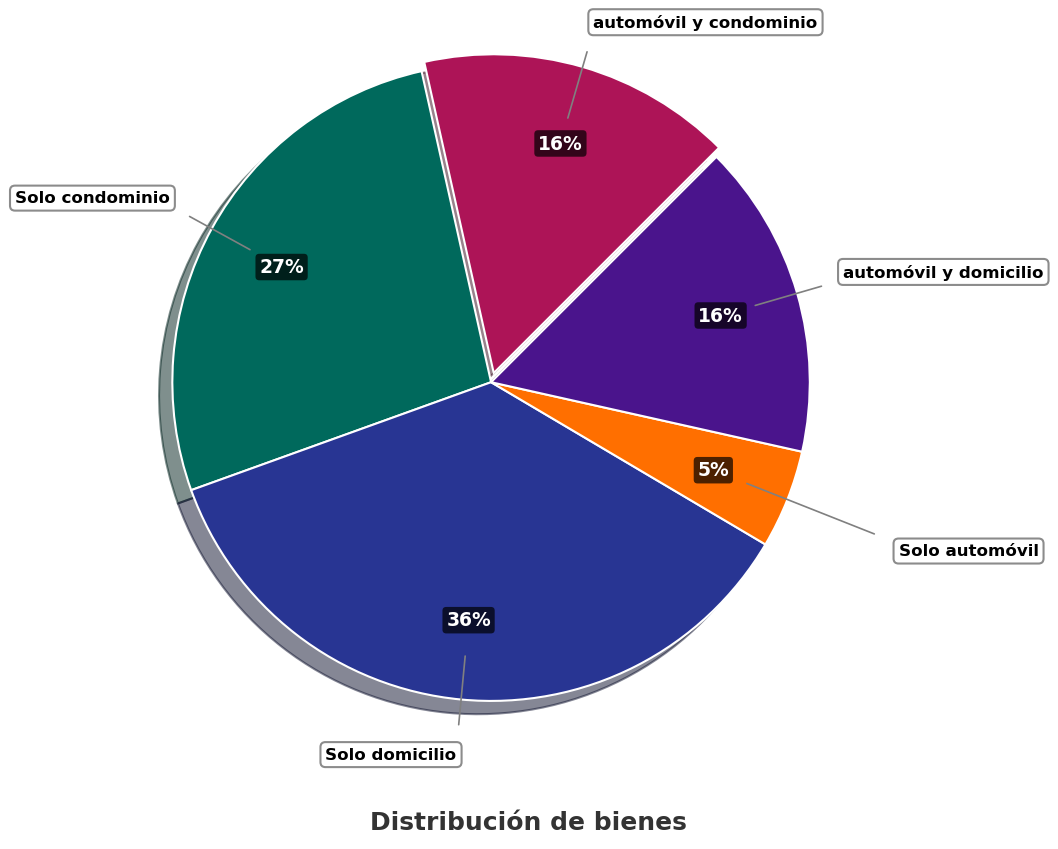 automóvil y condominio
16%
Solo condominio
27%
automóvil y domicilio
16%
5%
Solo automóvil
36%
Solo domicilio
Distribución de bienes